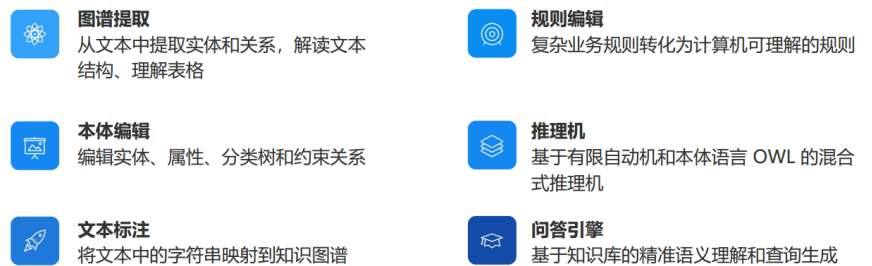 图谱提取
从文本中提取实体和关系，解读文本
结构、理解表格
规则编辑
复杂业务规则转化为计算机可理解的规则
本体编辑
编辑实体、属性、分类树和约束关系
推理机
基于有限自动机和本体语言 OWL 的混合
式推理机
文本标注
将文本中的字符串映射到知识图谱
问答引擎
基于知识库的精准语义理解和查询生成